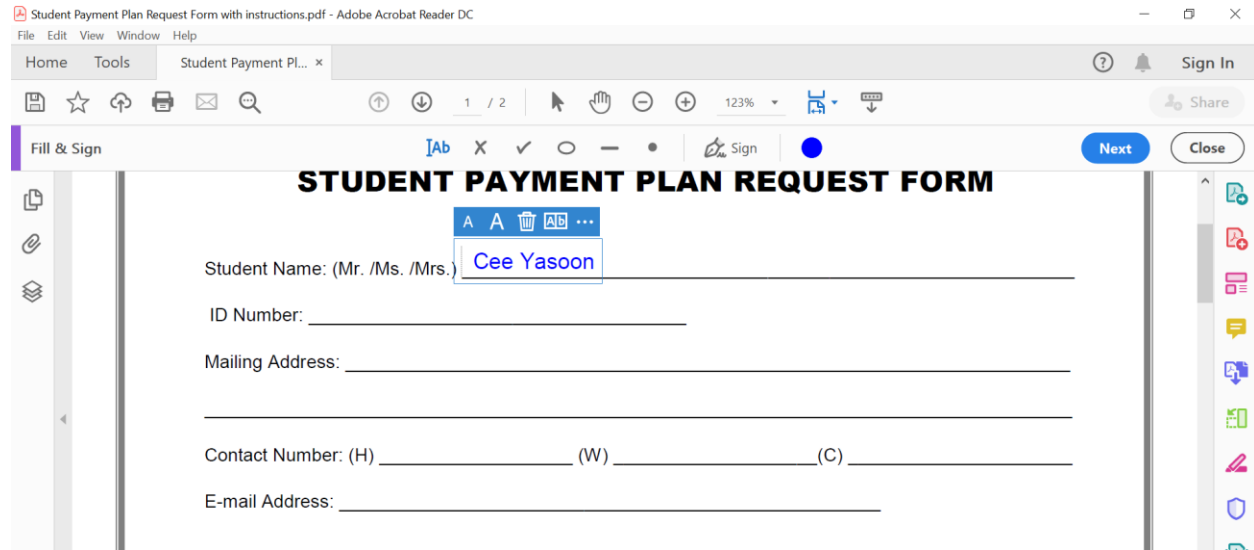 Student Payment Plan Request Form with instructions.pdf - Adobe Acrobat Reader DC
File Edit View Window Help
Home Tools Student Payment Pl... × ? Sign In
1 / 2 123% Share
Fill & Sign IAb Sign Next Close
STUDENT PAYMENT PLAN REQUEST FORM
A A Ab ...
Student Name: (Mr. /Ms. /Mrs.) Cee Yasoon
ID Number:
Mailing Address:
Contact Number: (H) (W) (C)
E-mail Address: